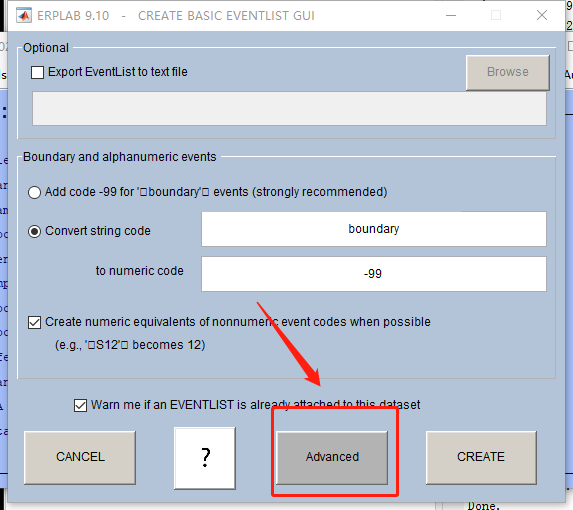 ERPLAB 9.10 - CREATE BASIC EVENTLIST GUI
Optional
Export EventList to text file
Browse
Boundary and alphanumeric events
Add code -99 for '□boundary'□ events (strongly recommended)
Convert string code
boundary
to numeric code
-99
Create numeric equivalents of nonnumeric event codes when possible
(e.g., '□S12'□ becomes 12)
Warn me if an EVENTLIST is already attached to this dataset
CANCEL
?
Advanced
CREATE
Done.